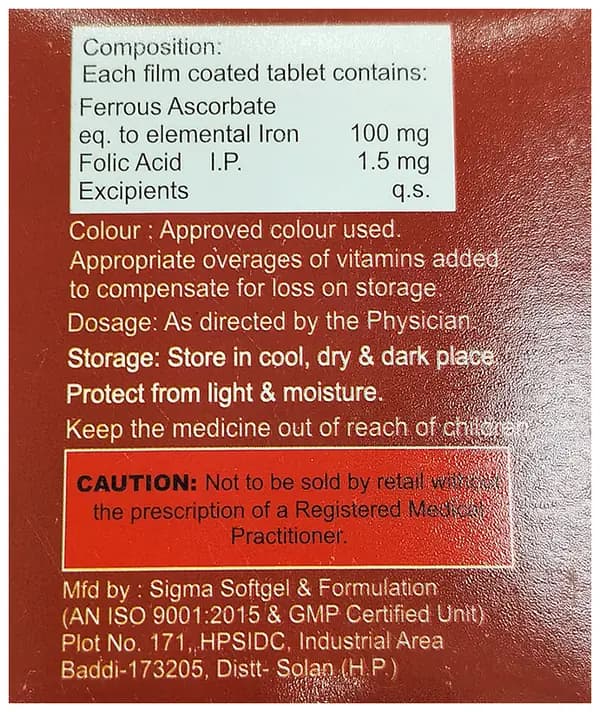 Composition:
Each film coated tablet contains:
Ferrous Ascorbate
eq. to elemental Iron 100 mg
Folic Acid I.P. 1.5 mg
Excipients q.s.
Colour : Approved colour used.
Appropriate overages of vitamins added
to compensate for loss on storage.
Dosage: As directed by the Physician.
Storage: Store in cool, dry & dark place.
Protect from light & moisture.
Keep the medicine out of reach of children
CAUTION: Not to be sold by retail without
the prescription of a Registered Medical
Practitioner.
Mfd by : Sigma Softgel & Formulation
(AN ISO 9001:2015 & GMP Certified Unit)
Plot No. 171,,HPSIDC, Industrial Area
Baddi-173205, Distt- Solan (H.P.)